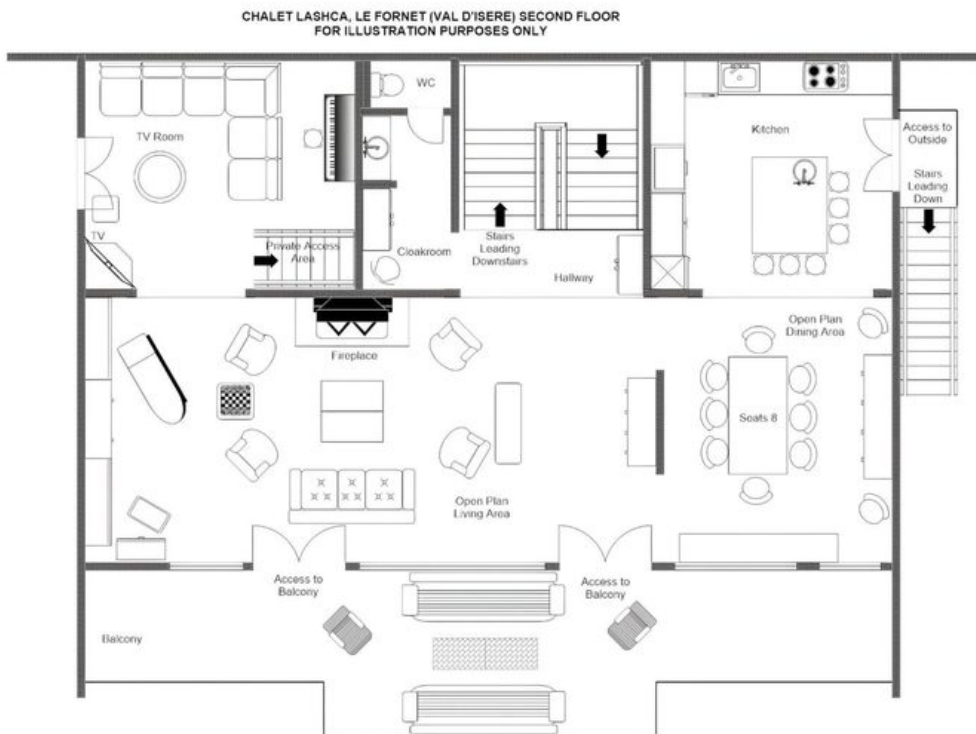 CHALET LASHCA, LE FORNET (VAL D'ISERE) SECOND FLOOR
FOR ILLUSTRATION PURPOSES ONLY
WC
TV Room
Kitchen
Access to
Outside
Stairs
Leading
Down
TV
Private Access
Area
Cloakroom
Stairs
Leading
Downstairs
Hallway
Fireplace
Open Plan
Dining Area
Seats 8
Open Plan
Living Area
Access to
Balcony
Access to
Balcony
Balcony